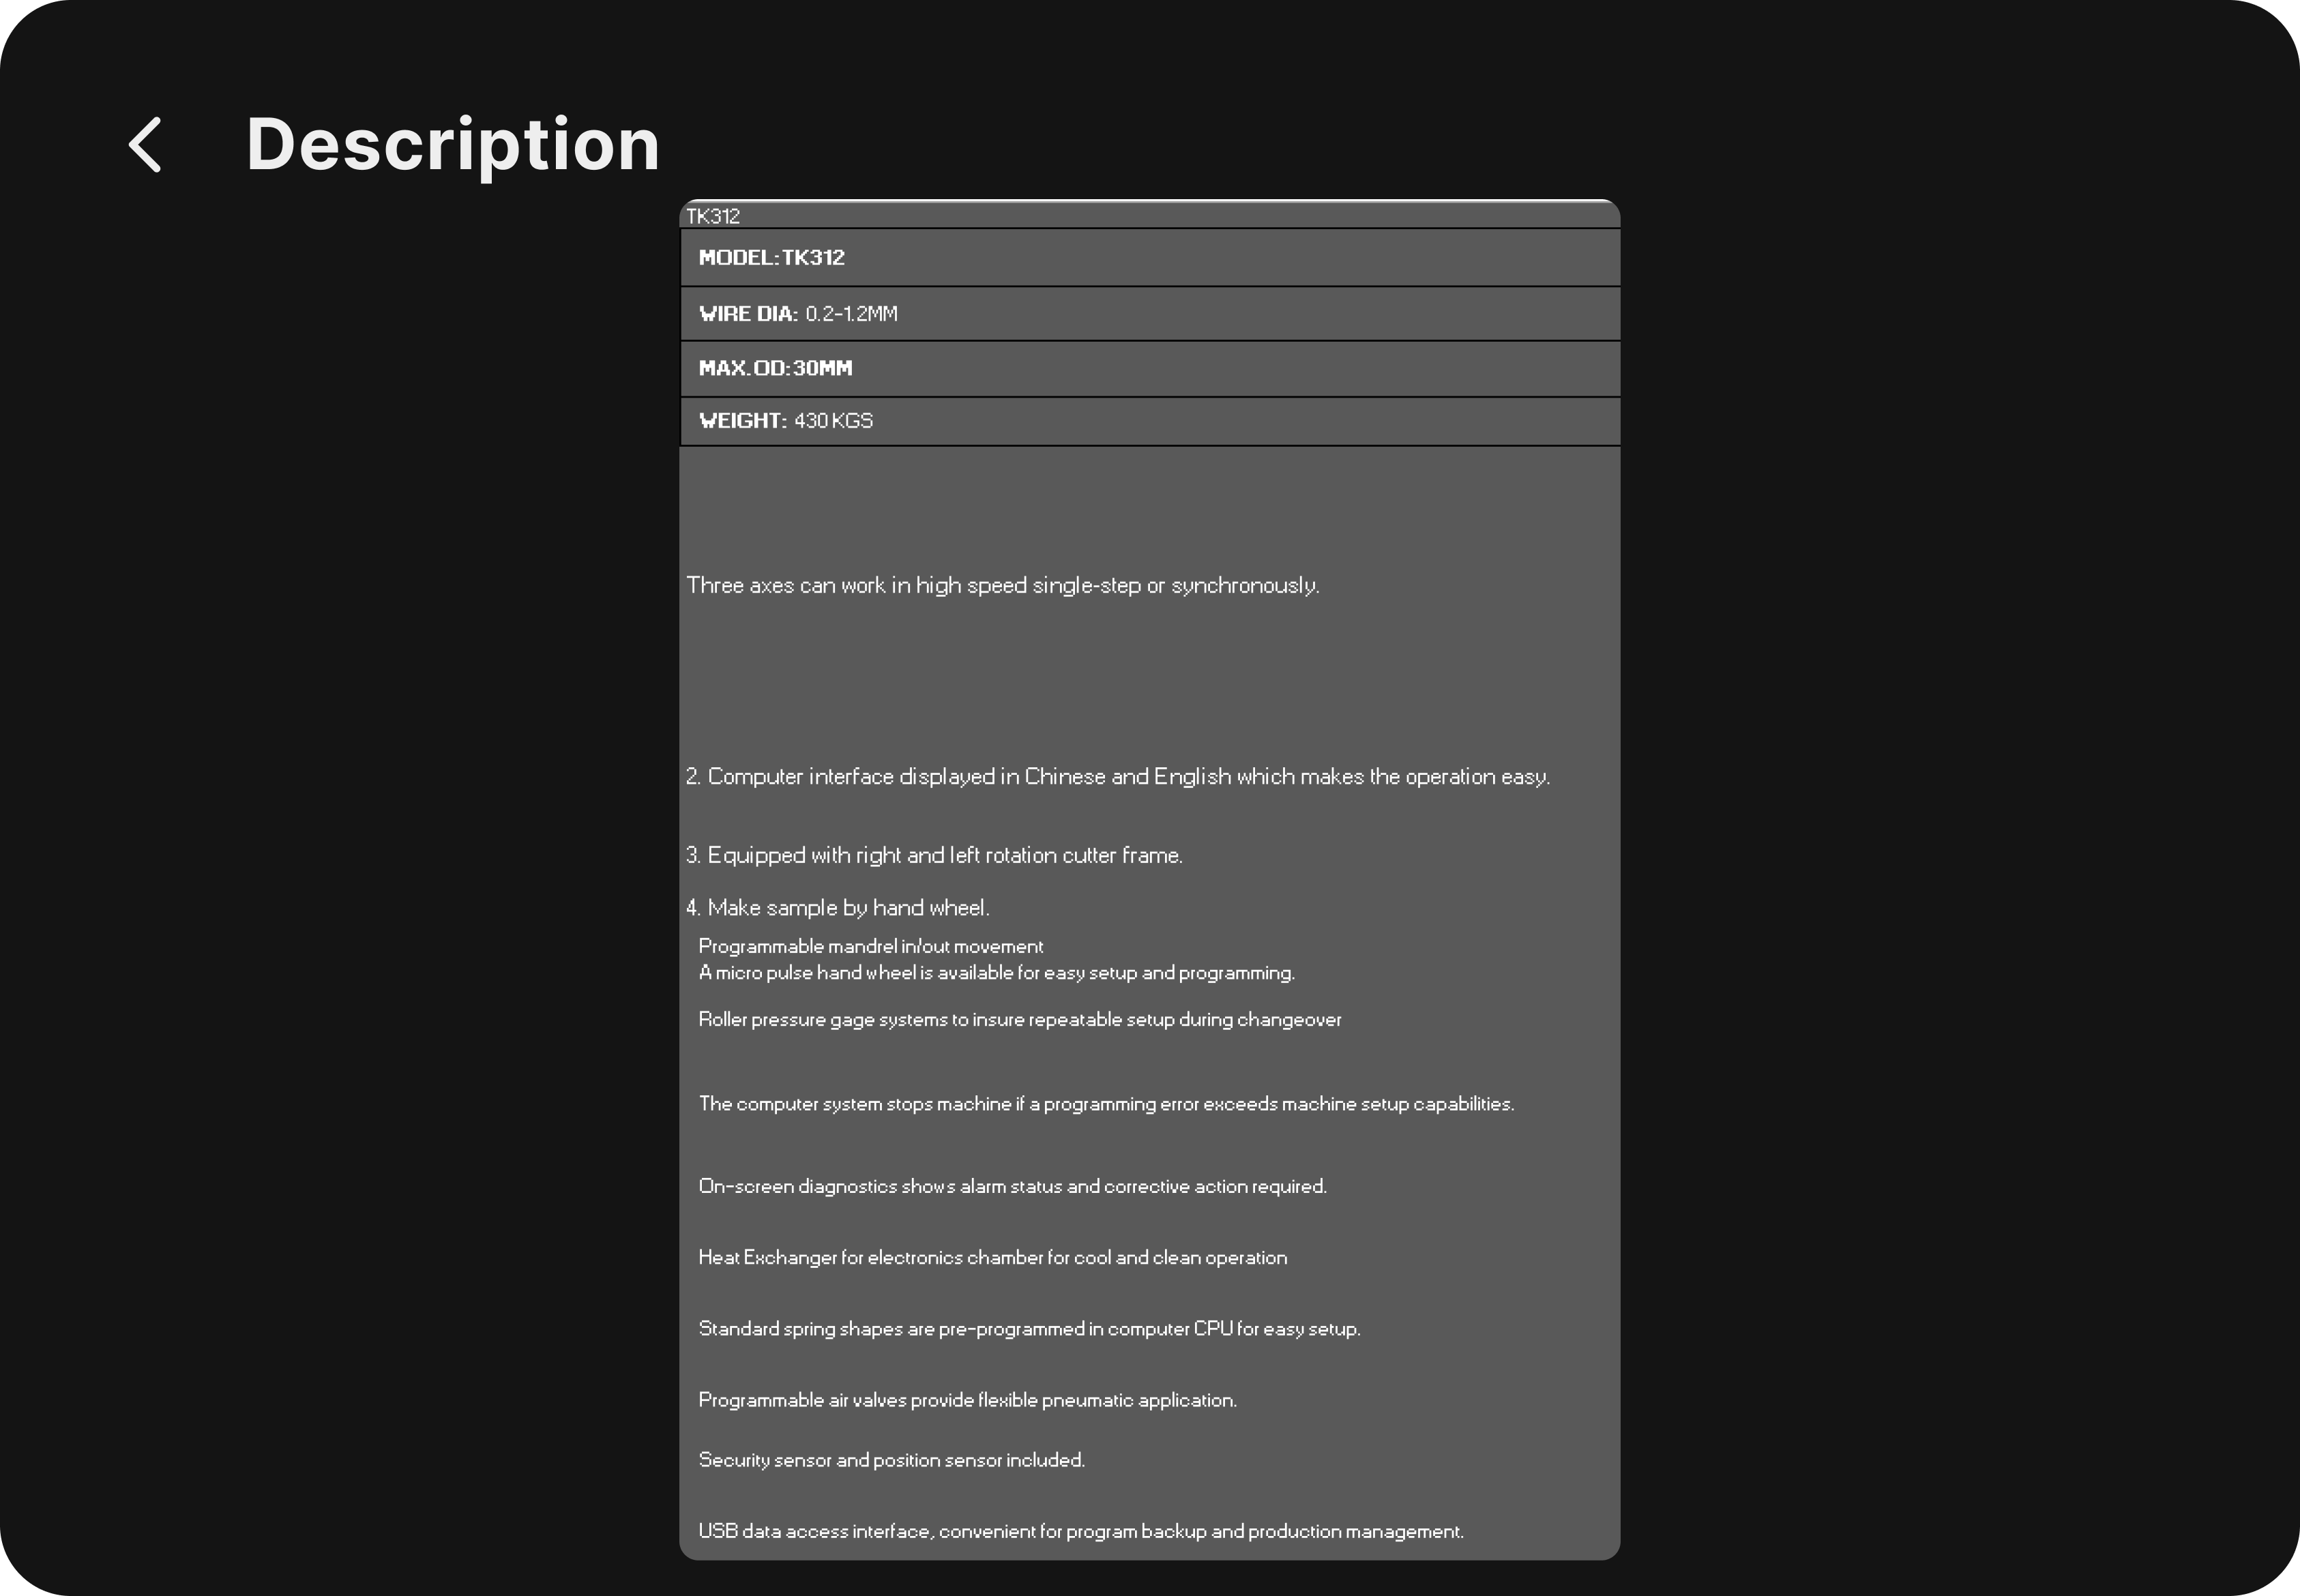 Description
TK312
MODEL:TK312
WIRE DIA: 0.2-1.2MM
MAX.OD:30MM
WEIGHT: 430 KGS
Three axes can work in high speed single-step or synchronously.
2. Computer interface displayed in Chinese and English which makes the operation easy.
3. Equipped with right and left rotation cutter frame.
4. Make sample by hand wheel.
Programmable mandrel in/out movement
A micro pulse hand wheel is available for easy setup and programming.
Roller pressure gage systems to insure repeatable setup during changeover
The computer system stops machine if a programming error exceeds machine setup capabilities.
On-screen diagnostics shows alarm status and corrective action required.
Heat Exchanger for electronics chamber for cool and clean operation
Standard spring shapes are pre-programmed in computer CPU for easy setup.
Programmable air valves provide flexible pneumatic application.
Security sensor and position sensor included.
USB data access interface, convenient for program backup and production management.